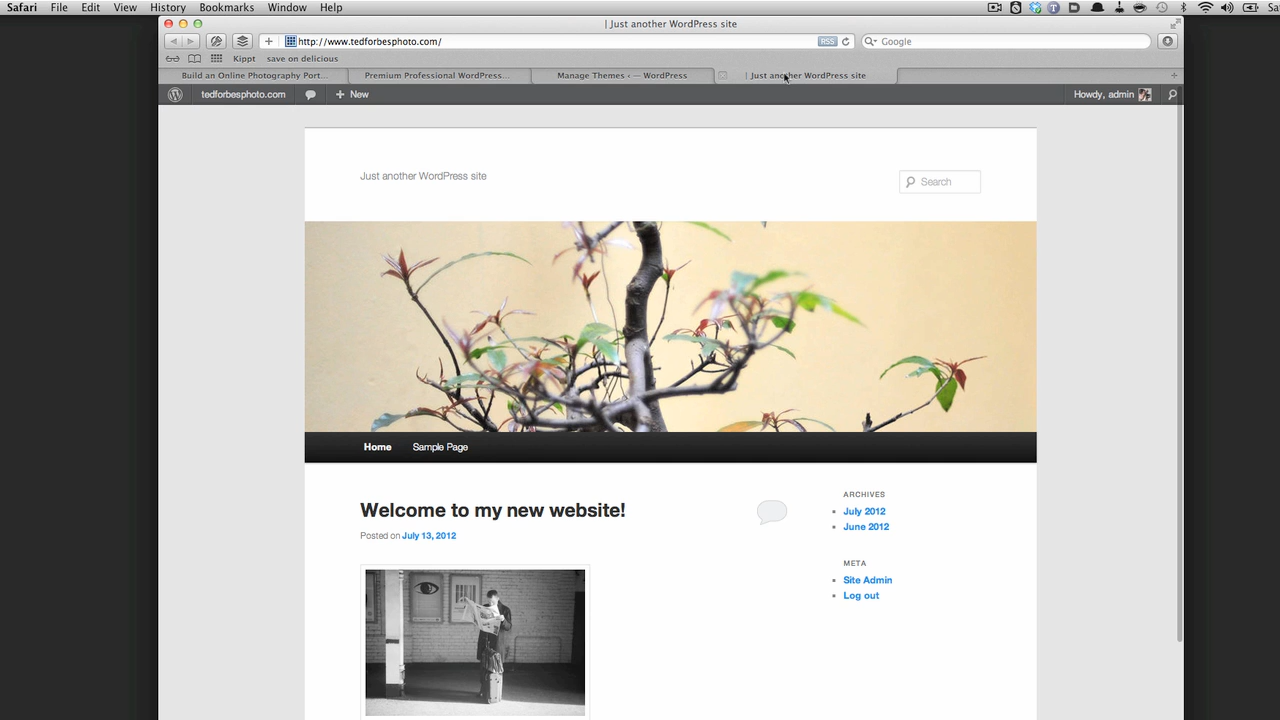 Safari File Edit View History Bookmarks Window Help
| Just another WordPress site
http://www.tedforbesphoto.com/ RSS Google
Kippt save on delicious
Build an Online Photography Port... Premium Professional WordPress... Manage Themes ‹ — WordPress | Just another WordPress site
tedforbesphoto.com + New Howdy, admin
Just another WordPress site
Search
Home Sample Page
Welcome to my new website!
Posted on July 13, 2012
ARCHIVES
July 2012
June 2012
META
Site Admin
Log out